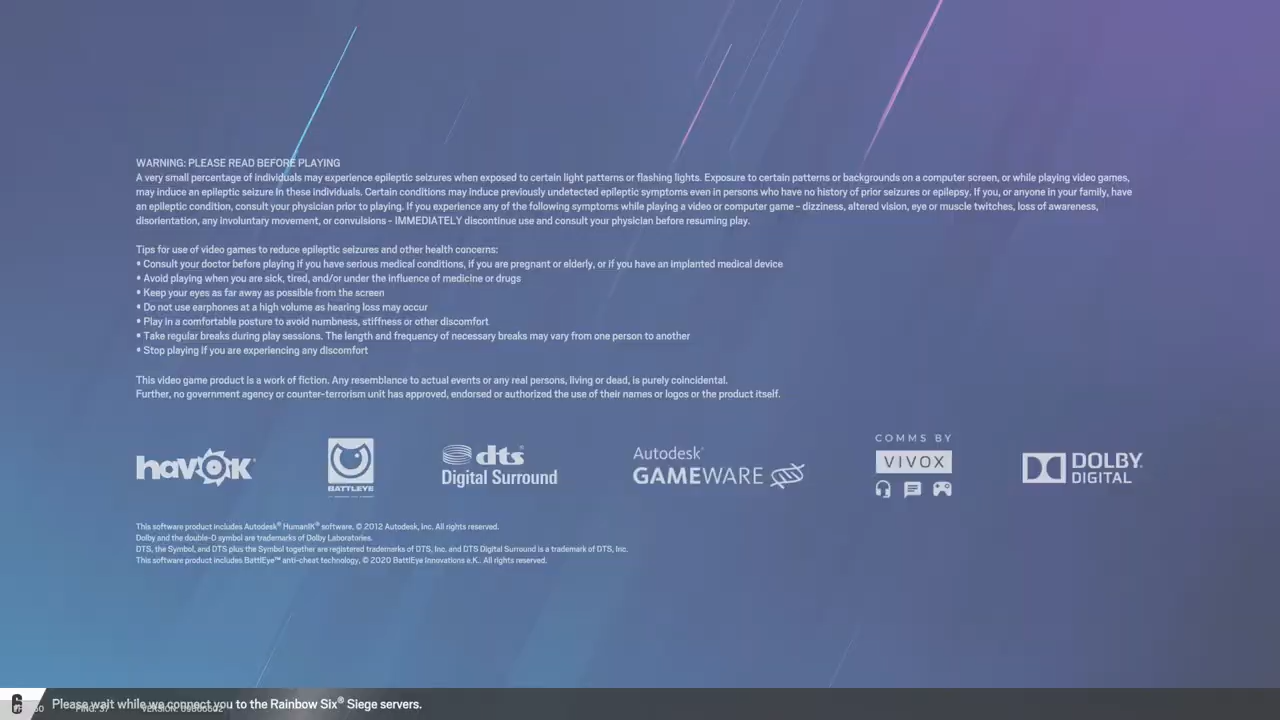 WARNING: PLEASE READ BEFORE PLAYING
A very small percentage of individuals may experience epileptic seizures when exposed to certain light patterns or flashing lights. Exposure to certain patterns or backgrounds on a computer screen, or while playing video games,
may induce an epileptic seizure in these individuals. Certain conditions may induce previously undetected epileptic symptoms even in persons who have no history of prior seizures or epilepsy. If you, or anyone in your family, have
an epileptic condition, consult your physician prior to playing. If you experience any of the following symptoms while playing a video or computer game - dizziness, altered vision, eye or muscle twitches, loss of awareness,
disorientation, any involuntary movement, or convulsions - IMMEDIATELY discontinue use and consult your physician before resuming play.
Tips for use of video games to reduce epileptic seizures and other health concerns:
• Consult your doctor before playing if you have serious medical conditions, if you are pregnant or elderly, or if you have an implanted medical device
• Avoid playing when you are sick, tired, and/or under the influence of medicine or drugs
• Keep your eyes as far away as possible from the screen
• Do not use earphones at a high volume as hearing loss may occur
• Play in a comfortable posture to avoid numbness, stiffness or other discomfort
• Take regular breaks during play sessions. The length and frequency of necessary breaks may vary from one person to another
• Stop playing if you are experiencing any discomfort
This video game product is a work of fiction. Any resemblance to actual events or any real persons, living or dead, is purely coincidental.
Further, no government agency or counter-terrorism unit has approved, endorsed or authorized the use of their names or logos or the product itself.
havok®
BATTLEYE
dts®
Digital Surround
Autodesk®
GAMEWARE
COMMS BY
VIVOX
DOLBY®
DIGITAL
This software product includes Autodesk® HumanIK® software, © 2012 Autodesk, Inc. All rights reserved.
Dolby and the double-D symbol are trademarks of Dolby Laboratories.
DTS, the Symbol, and DTS plus the Symbol together are registered trademarks of DTS, Inc. and DTS Digital Surround is a trademark of DTS, Inc.
This software product includes BattlEye™ anti-cheat technology, © 2020 BattlEye Innovations e.K.. All rights reserved.
6
Please wait while we connect you to the Rainbow Six® Siege servers.
PING: 37
VERSION: